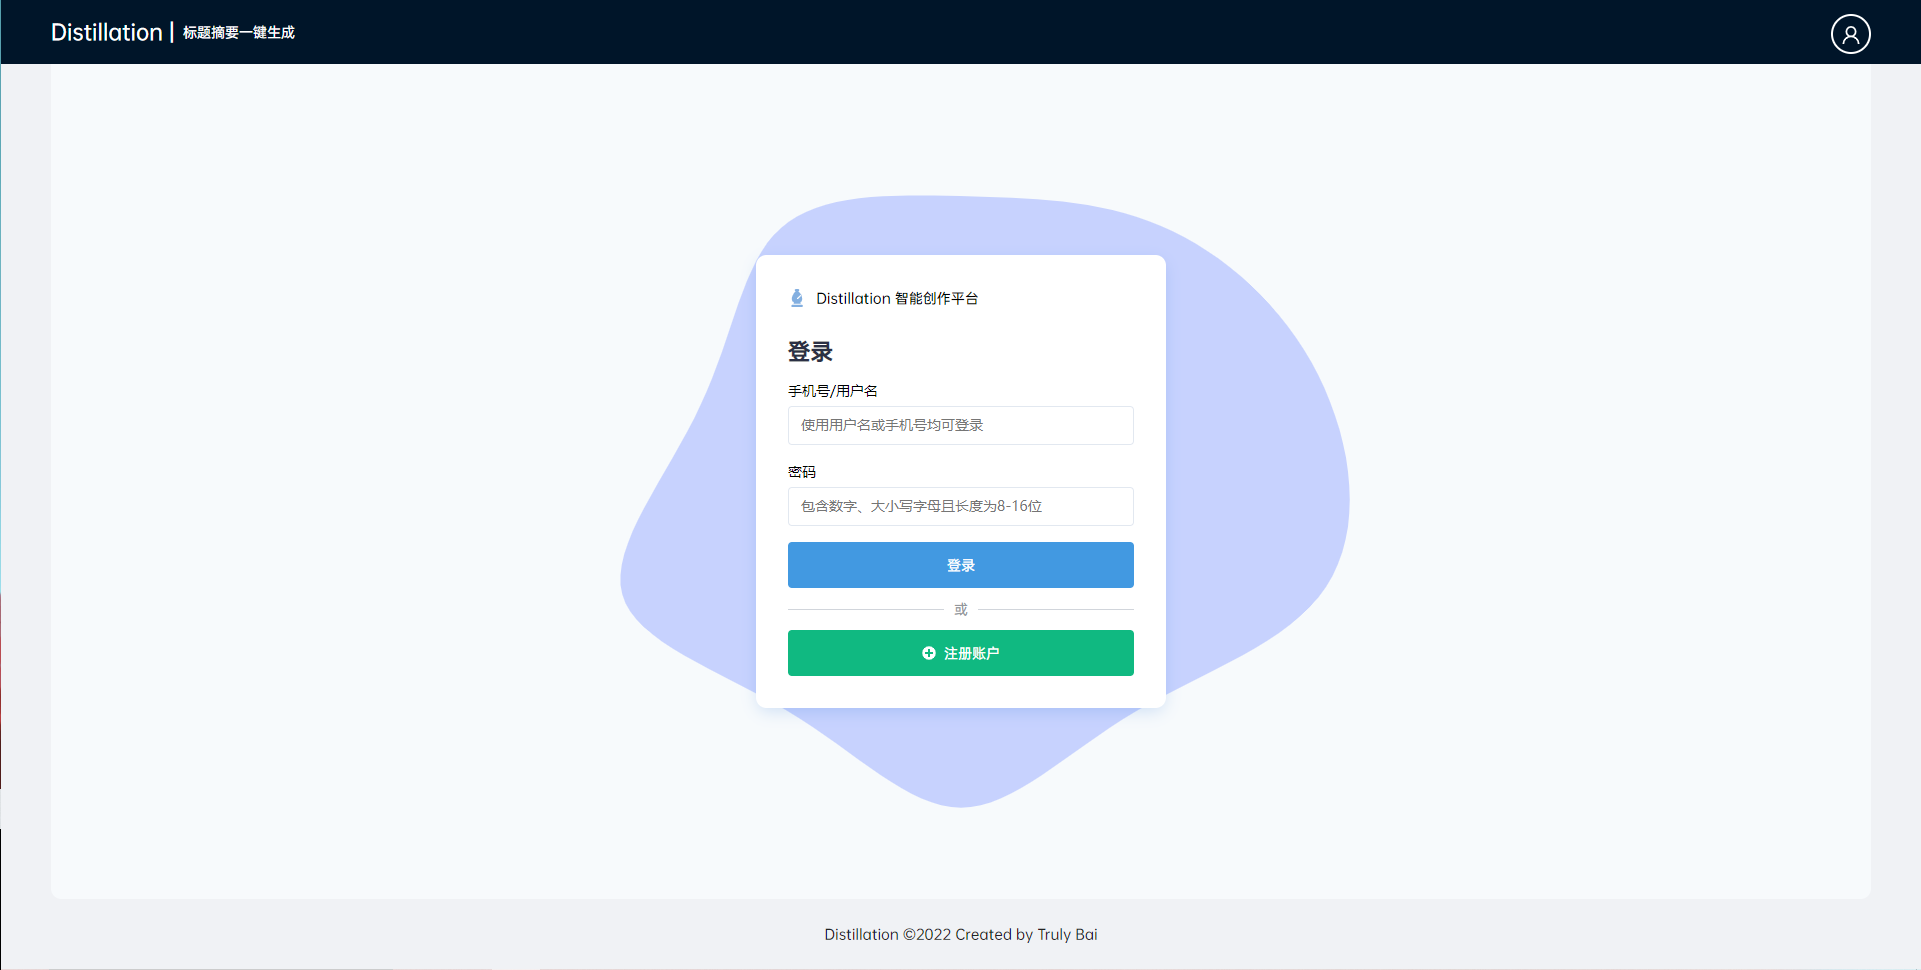 Distillation | 标题摘要一键生成
Distillation 智能创作平台
登录
手机号/用户名
使用用户名或手机号均可登录
密码
包含数字、大小写字母且长度为8-16位
登录
或
注册账户
Distillation ©2022 Created by Truly Bai